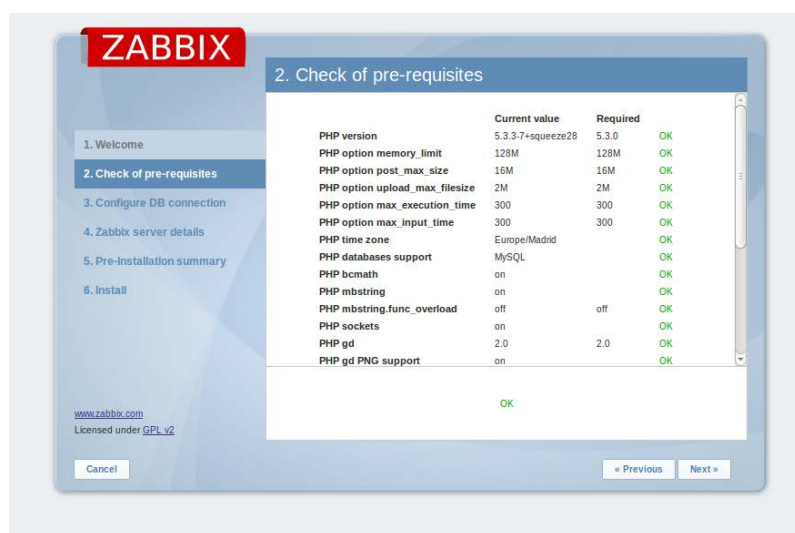 ZABBIX
2. Check of pre-requisites
1. Welcome
2. Check of pre-requisites
3. Configure DB connection
4. Zabbix server details
5. Pre-Installation summary
6. Install
Current value Required
PHP version 5.3.3-7+squeeze28 5.3.0 OK
PHP option memory_limit 128M 128M OK
PHP option post_max_size 16M 16M OK
PHP option upload_max_filesize 2M 2M OK
PHP option max_execution_time 300 300 OK
PHP option max_input_time 300 300 OK
PHP time zone Europe/Madrid OK
PHP databases support MySQL OK
PHP bcmath on OK
PHP mbstring on OK
PHP mbstring.func_overload off off OK
PHP sockets on OK
PHP gd 2.0 2.0 OK
PHP gd PNG support on OK
OK
www.zabbix.com
Licensed under GPL v2
Cancel
« Previous Next »